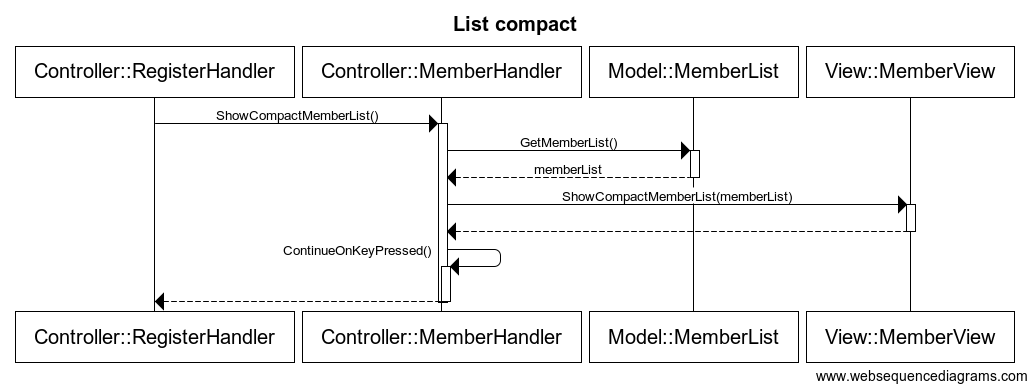 List compact
Controller::RegisterHandler
Controller::MemberHandler
Model::MemberList
View::MemberView
ShowCompactMemberList()
GetMemberList()
memberList
ShowCompactMemberList(memberList)
ContinueOnKeyPressed()
Controller::RegisterHandler
Controller::MemberHandler
Model::MemberList
View::MemberView
www.websequencediagrams.com